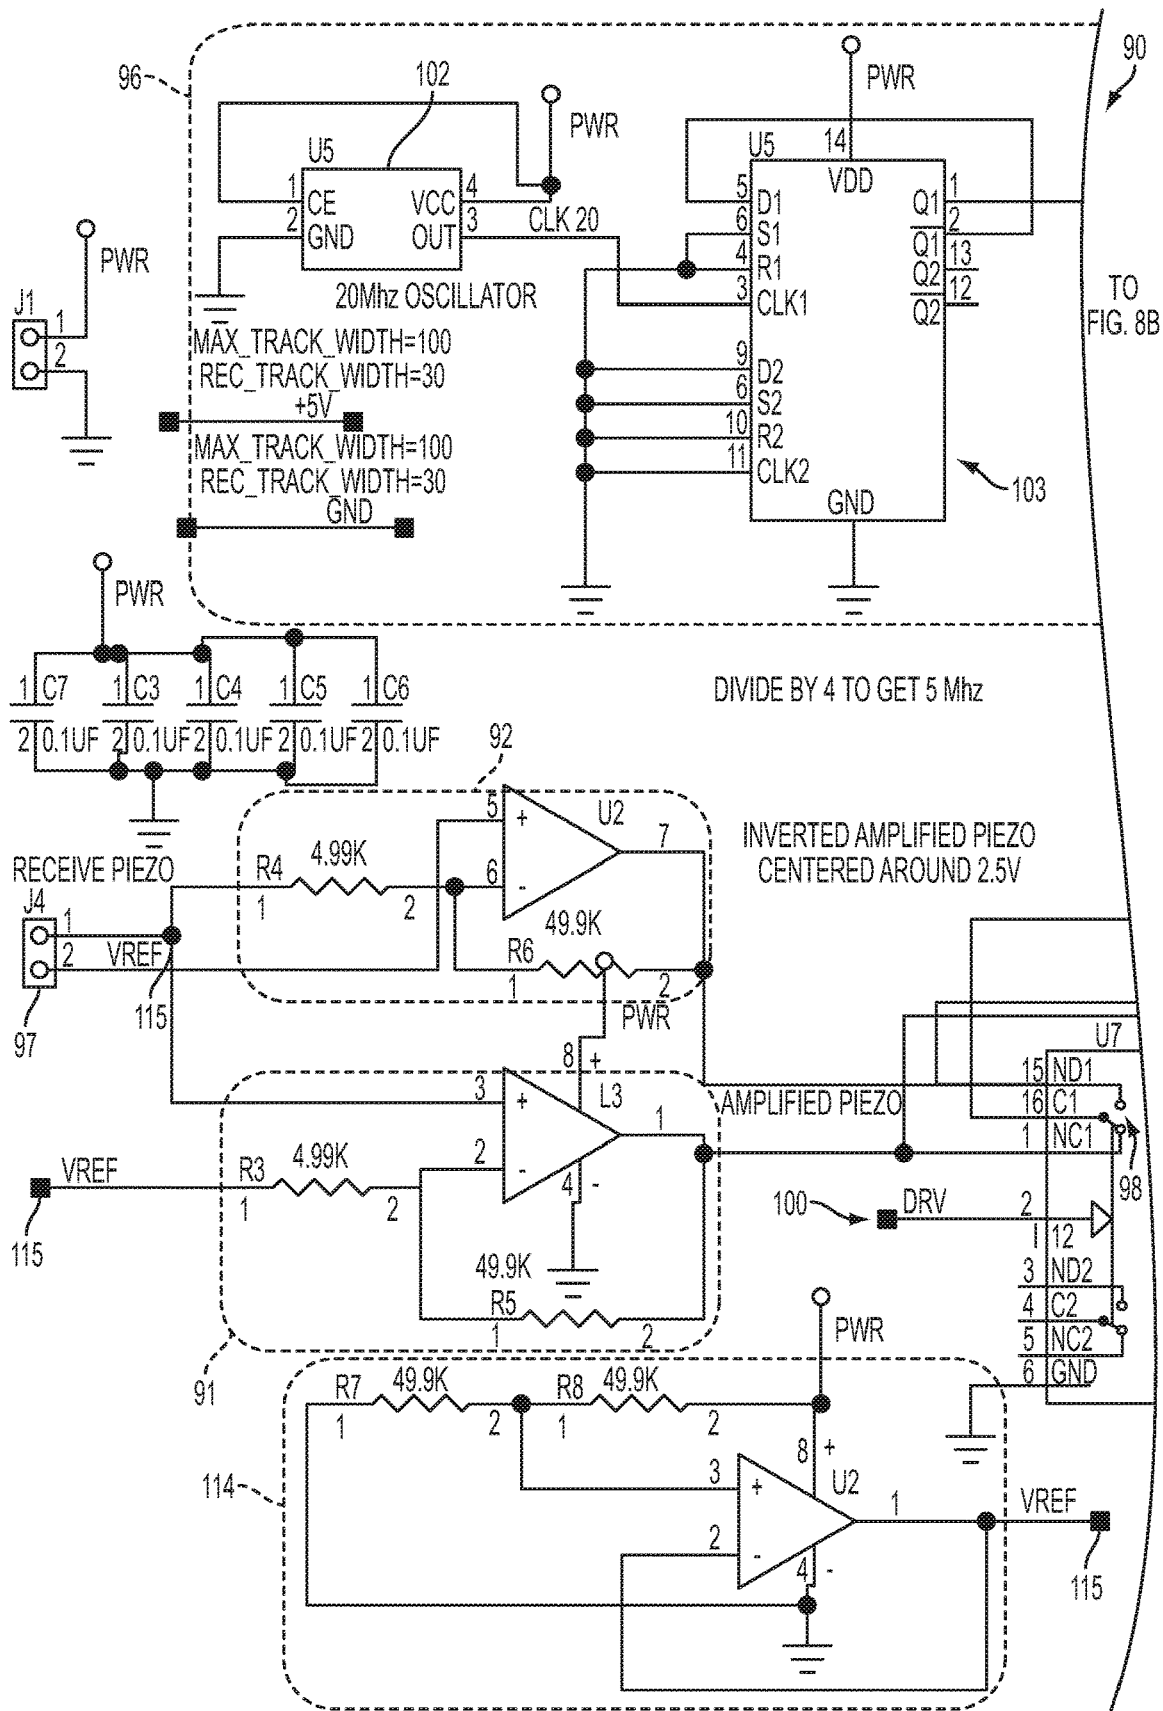 90
96
102
PWR
PWR
U5
U5
14
VDD
1 CE
2 GND
VCC 4
OUT 3
CLK 20
5 D1
6 S1
4 R1
3 CLK1
9 D2
6 S2
10 R2
11 CLK2
Q1 1
Q1 2
Q2 13
Q2 12
GND
103
TO
FIG. 8B
PWR
J1
1
2
20Mhz OSCILLATOR
MAX_TRACK_WIDTH=100
REC_TRACK_WIDTH=30
+5V
MAX_TRACK_WIDTH=100
REC_TRACK_WIDTH=30
GND
PWR
1 C7
1 C3
1 C4
1 C5
1 C6
2 0.1UF
2 0.1UF
2 0.1UF
2 0.1UF
2 0.1UF
DIVIDE BY 4 TO GET 5 Mhz
92
5 +
U2
7
6 -
R4
4.99K
1
2
INVERTED AMPLIFIED PIEZO
CENTERED AROUND 2.5V
RECEIVE PIEZO
J4
1
2
VREF
97
115
49.9K
R6
1
2
PWR
8 +
3 +
L3
1
2 -
4 -
AMPLIFIED PIEZO
VREF
115
R3
4.99K
1
2
49.9K
R5
1
2
91
U7
15 ND1
16 C1
1 NC1
98
100
DRV
2
I 12
3 ND2
4 C2
5 NC2
6 GND
PWR
R7
49.9K
1
2
R8
49.9K
1
2
114
8 +
3 +
U2
1
2 -
4 -
VREF
115